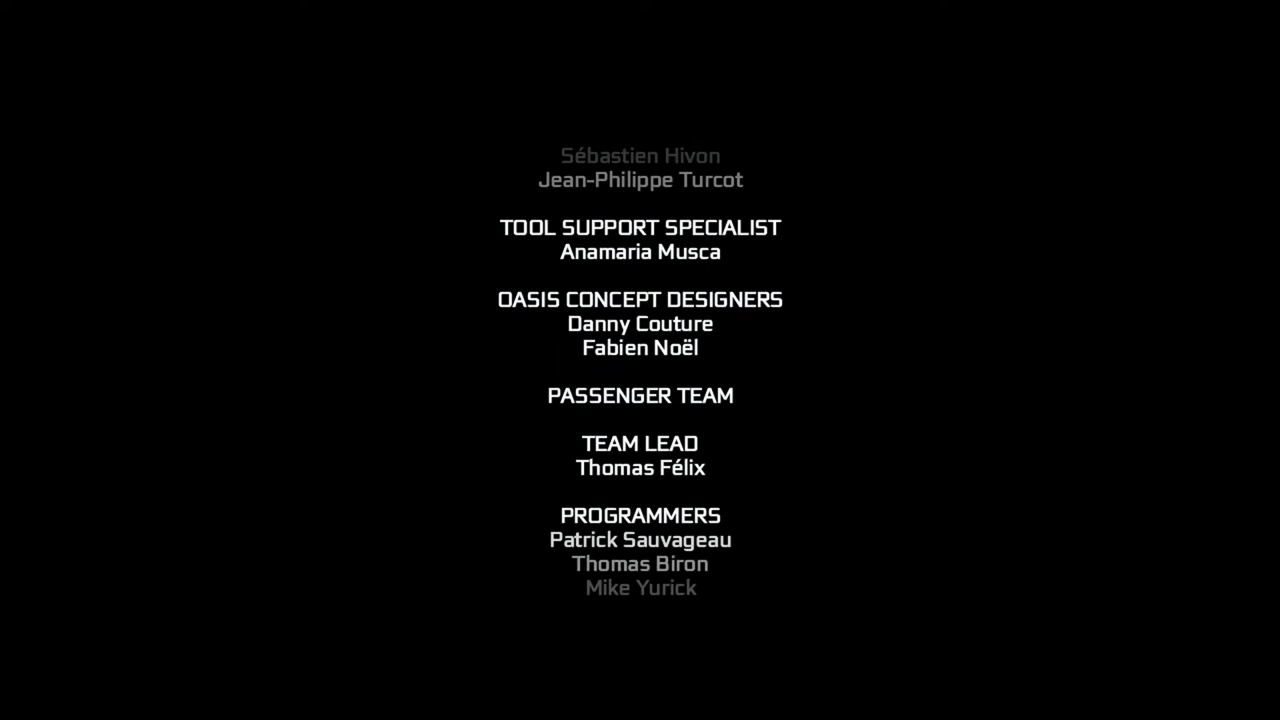 Sébastien Hivon
Jean-Philippe Turcot
TOOL SUPPORT SPECIALIST
Anamaria Musca
OASIS CONCEPT DESIGNERS
Danny Couture
Fabien Noël
PASSENGER TEAM
TEAM LEAD
Thomas Félix
PROGRAMMERS
Patrick Sauvageau
Thomas Biron
Mike Yurick